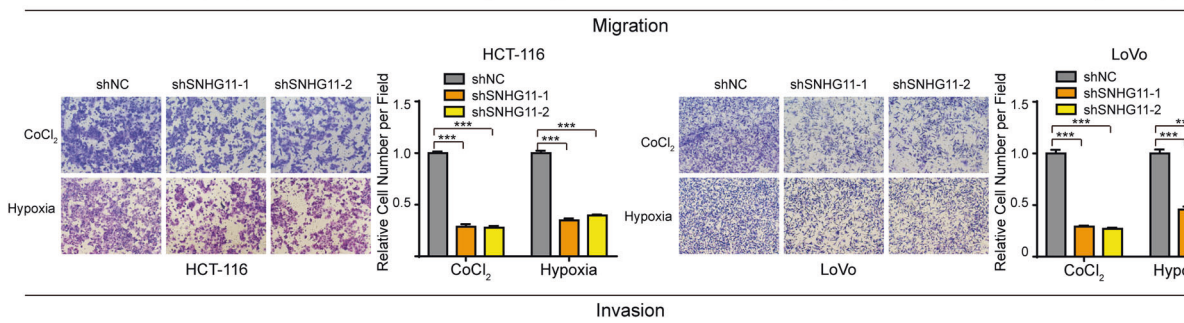 Migration
shNC shSNHG11-1 shSNHG11-2
CoCl₂
Hypoxia
HCT-116
HCT-116
shNC
shSNHG11-1
shSNHG11-2
Relative Cell Number per Field
1.5
1.0
0.5
*** *** *** ***
CoCl₂ Hypoxia
shNC shSNHG11-1 shSNHG11-2
CoCl₂
Hypoxia
LoVo
LoVo
shNC
shSNHG11-1
shSNHG11-2
Relative Cell Number per Field
1.5
1.0
0.5
0
*** *** ***
CoCl₂
Invasion